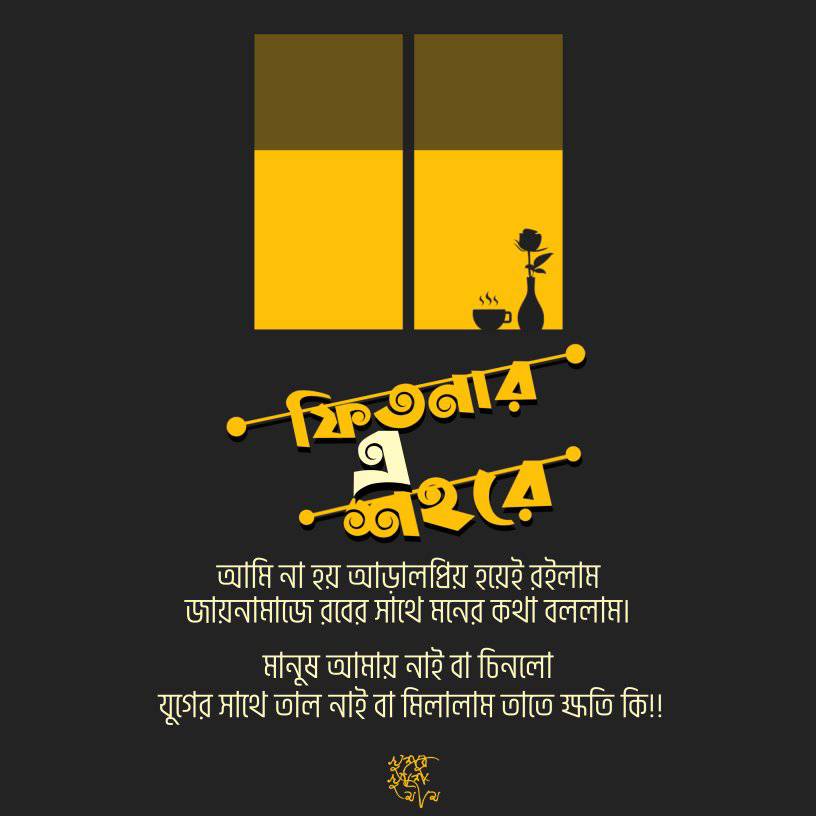 ফিতনার
এ
শহরে
আমি না হয় আড়ালপ্রিয় হয়েই রইলাম
জায়নামাজে রবের সাথে মনের কথা বললাম।
মানুষ আমায় নাই বা চিনলো
যুগের সাথে তাল নাই বা মিলালাম তাতে ক্ষতি কি!!